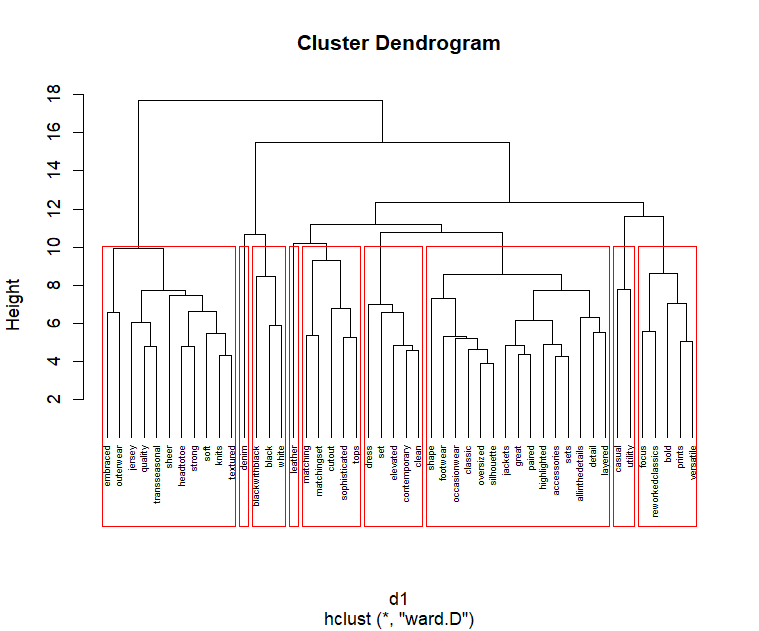 Cluster Dendrogram
Height
18
16
14
12
10
8
6
4
2
embraced
outerwear
jersey
quality
transseasonal
sheer
headtotoe
strong
soft
knits
textured
denim
blackwithblack
black
white
leather
matching
matchingset
cutout
sophisticated
tops
dress
set
elevated
contemporary
clean
shape
footwear
occasionwear
classic
oversized
silhouette
jackets
great
paired
highlighted
accessories
sets
allinthedetails
detail
layered
casual
utility
focus
reworkedclassics
bold
prints
versatile
d1
hclust (*, "ward.D")